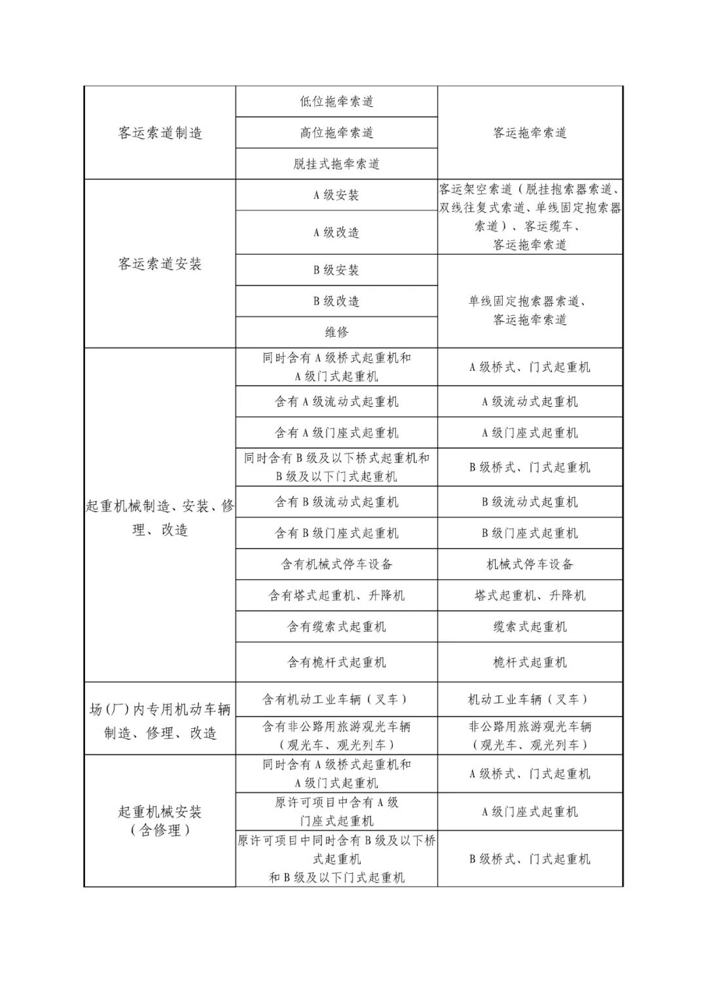 客运索道制造
低位拖牵索道
客运拖牵索道
高位拖牵索道
脱挂式拖牵索道
客运索道安装
A 级安装
客运架空索道（脱挂抱索器索道、
双线往复式索道、单线固定抱索器
索道）、客运缆车、
客运拖牵索道
A 级改造
B 级安装
单线固定抱索器索道、
客运拖牵索道
B 级改造
维修
起重机械制造、安装、修
理、改造
同时含有 A 级桥式起重机和
A 级门式起重机
A 级桥式、门式起重机
含有 A 级流动式起重机
A 级流动式起重机
含有 A 级门座式起重机
A 级门座式起重机
同时含有 B 级及以下桥式起重机和
B 级及以下门式起重机
B 级桥式、门式起重机
含有 B 级流动式起重机
B 级流动式起重机
含有 B 级门座式起重机
B 级门座式起重机
含有机械式停车设备
机械式停车设备
含有塔式起重机、升降机
塔式起重机、升降机
含有缆索式起重机
缆索式起重机
含有桅杆式起重机
桅杆式起重机
场(厂)内专用机动车辆
制造、修理、改造
含有机动工业车辆（叉车）
机动工业车辆（叉车）
含有非公路用旅游观光车辆
（观光车、观光列车）
非公路用旅游观光车辆
（观光车、观光列车）
起重机械安装
（含修理）
同时含有 A 级桥式起重机和
A 级门式起重机
A 级桥式、门式起重机
原许可项目中含有 A 级
门座式起重机
A 级门座式起重机
原许可项目中同时含有 B 级及以下桥
式起重机
和 B 级及以下门式起重机
B 级桥式、门式起重机